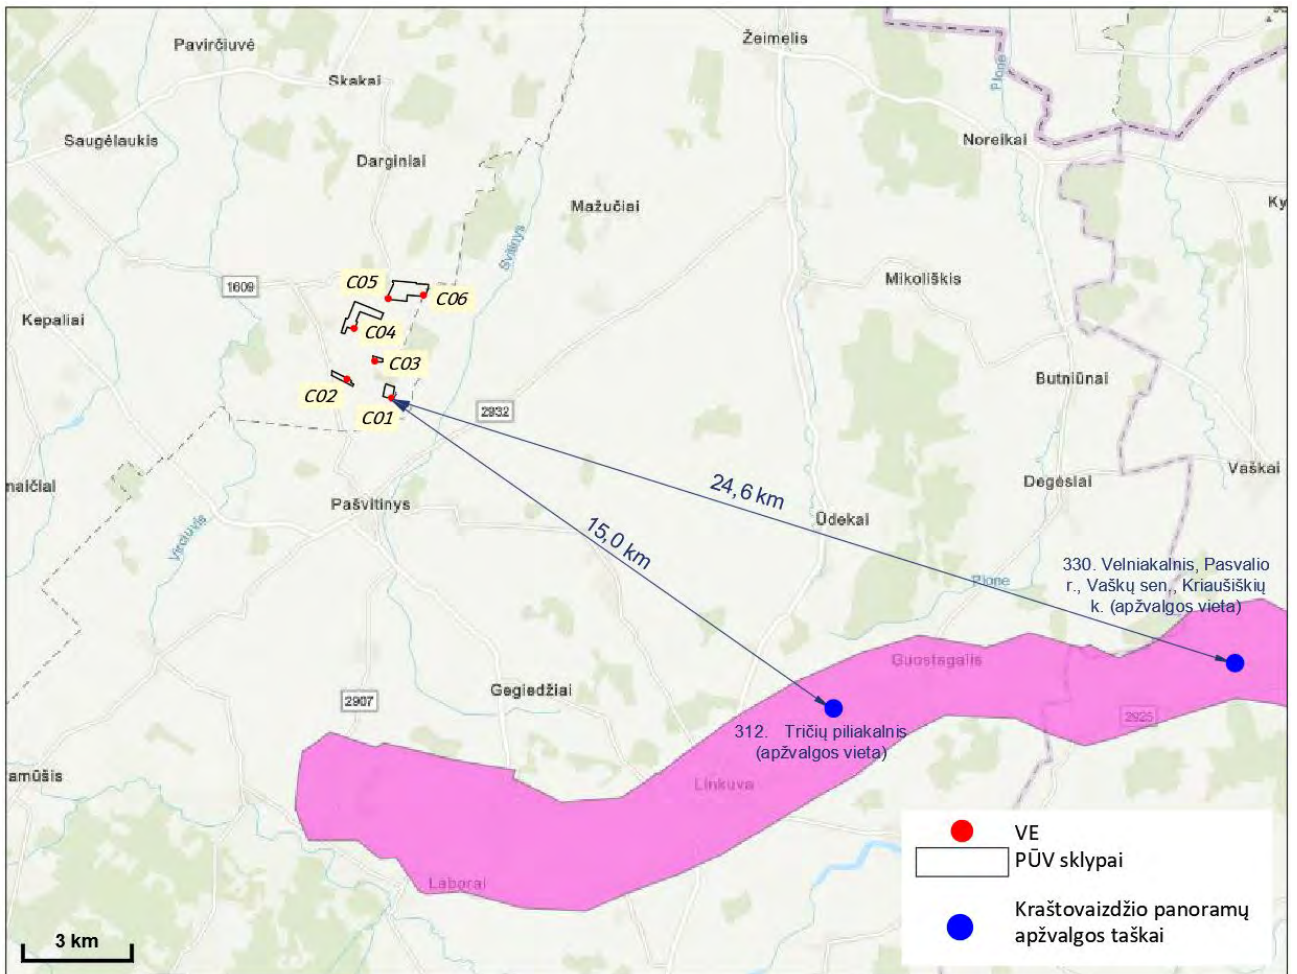 Žeimelis
Pavirčiuvė
Skakai
Plonė
Saugėlaukis
Noreikai
Darginiai
Ky
Mažučiai
Švitinys
1609
C05
C06
Mikoliškis
Kepaliai
C04
C03
Butniūnai
C02
C01
2932
24,6 km
Vaškai
naičiai
Degėsiai
Pašvitinys
15,0 km
Ūdekai
Virčiuvis
Plonė
330. Velniakalnis, Pasvalio
r., Vaškų sen., Kriaušiškių
k. (apžvalgos vieta)
Guostagalis
Gegiedžiai
2907
2925
312. Tričių piliakalnis
(apžvalgos vieta)
amūšis
Linkuva
Laborai
VE
PŪV sklypai
Kraštovaizdžio panoramų
apžvalgos taškai
3 km